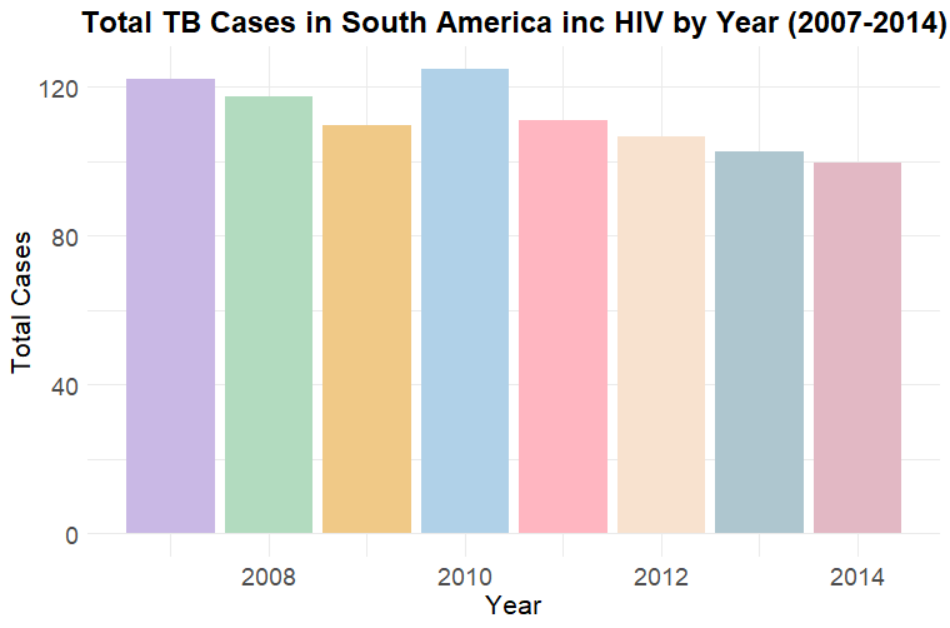 Total TB Cases in South America inc HIV by Year (2007-2014)
120
80
40
0
Total Cases
2008 2010 2012 2014
Year